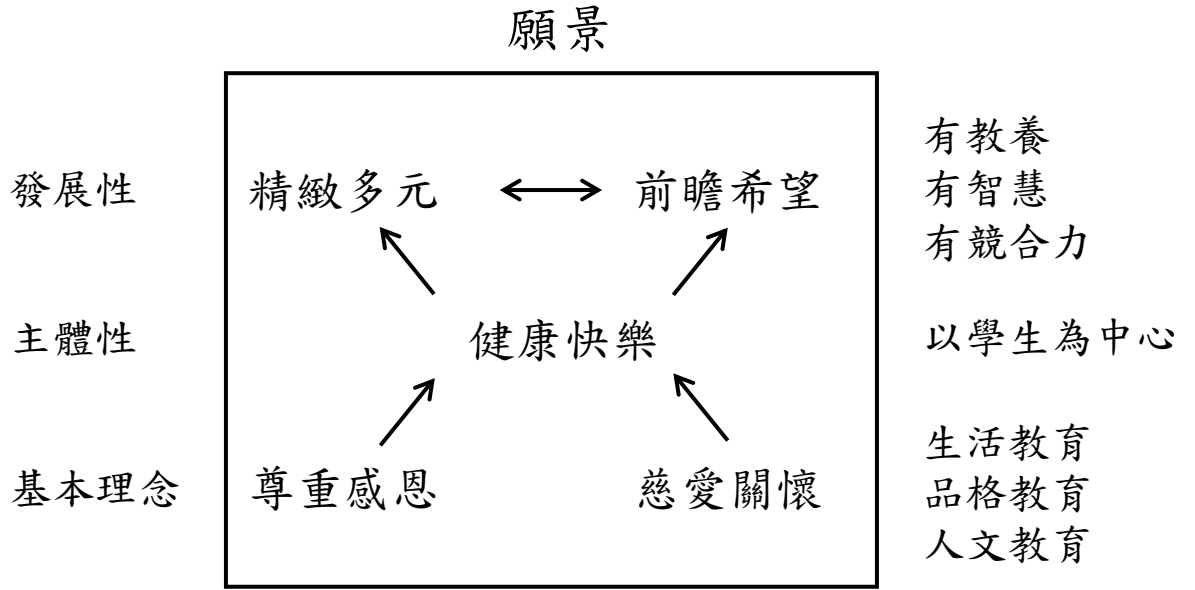 願景
發展性 精緻多元 前瞻希望 有教養
有智慧
有競合力
主體性 健康快樂 以學生為中心
基本理念 尊重感恩 慈愛關懷 生活教育
品格教育
人文教育